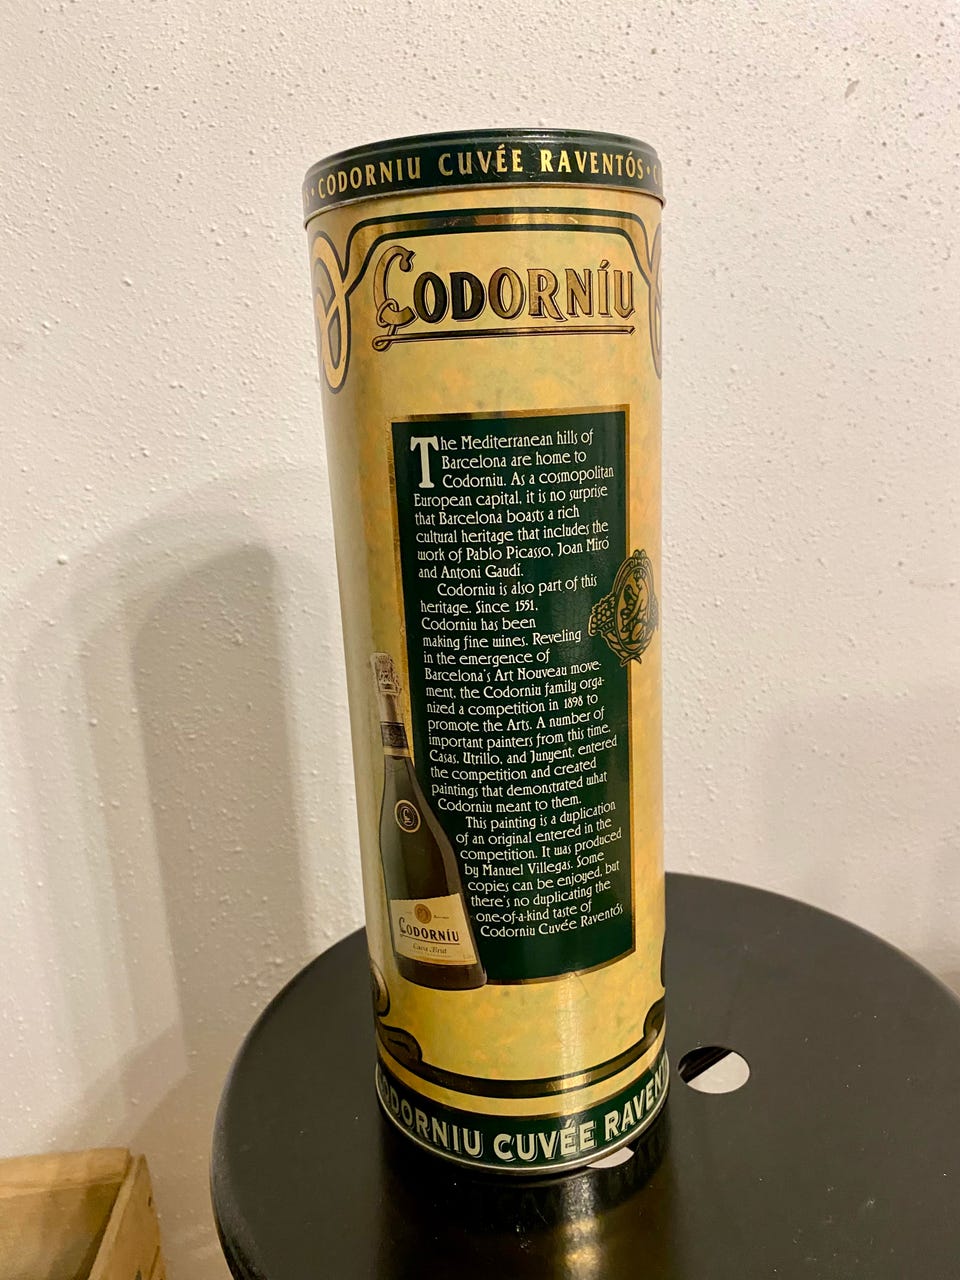 · CODORNIU CUVÉE RAVENTÓS · C
CODORNÍU
The Mediterranean hills of
Barcelona are home to
Codorniu. As a cosmopolitan
European capital, it is no surprise
that Barcelona boasts a rich
cultural heritage that includes the
work of Pablo Picasso, Joan Miró
and Antoni Gaudí.
Codorniu is also part of this
heritage. Since 1551,
Codorniu has been
making fine wines. Reveling
in the emergence of
Barcelona's Art Nouveau move-
ment, the Codorniu family orga-
nized a competition in 1898 to
promote the Arts. A number of
important painters from this time,
Casas, Utrillo, and Junyent, entered
the competition and created
paintings that demonstrated what
Codorniu meant to them.
This painting is a duplication
of an original entered in the
competition. It was produced
by Manuel Villegas. Some
copies can be enjoyed, but
there's no duplicating the
one-of-a-kind taste of
Codorniu Cuvée Raventós
CODORNÍU
Cava Brut
CODORNIU CUVÉE RAVEN